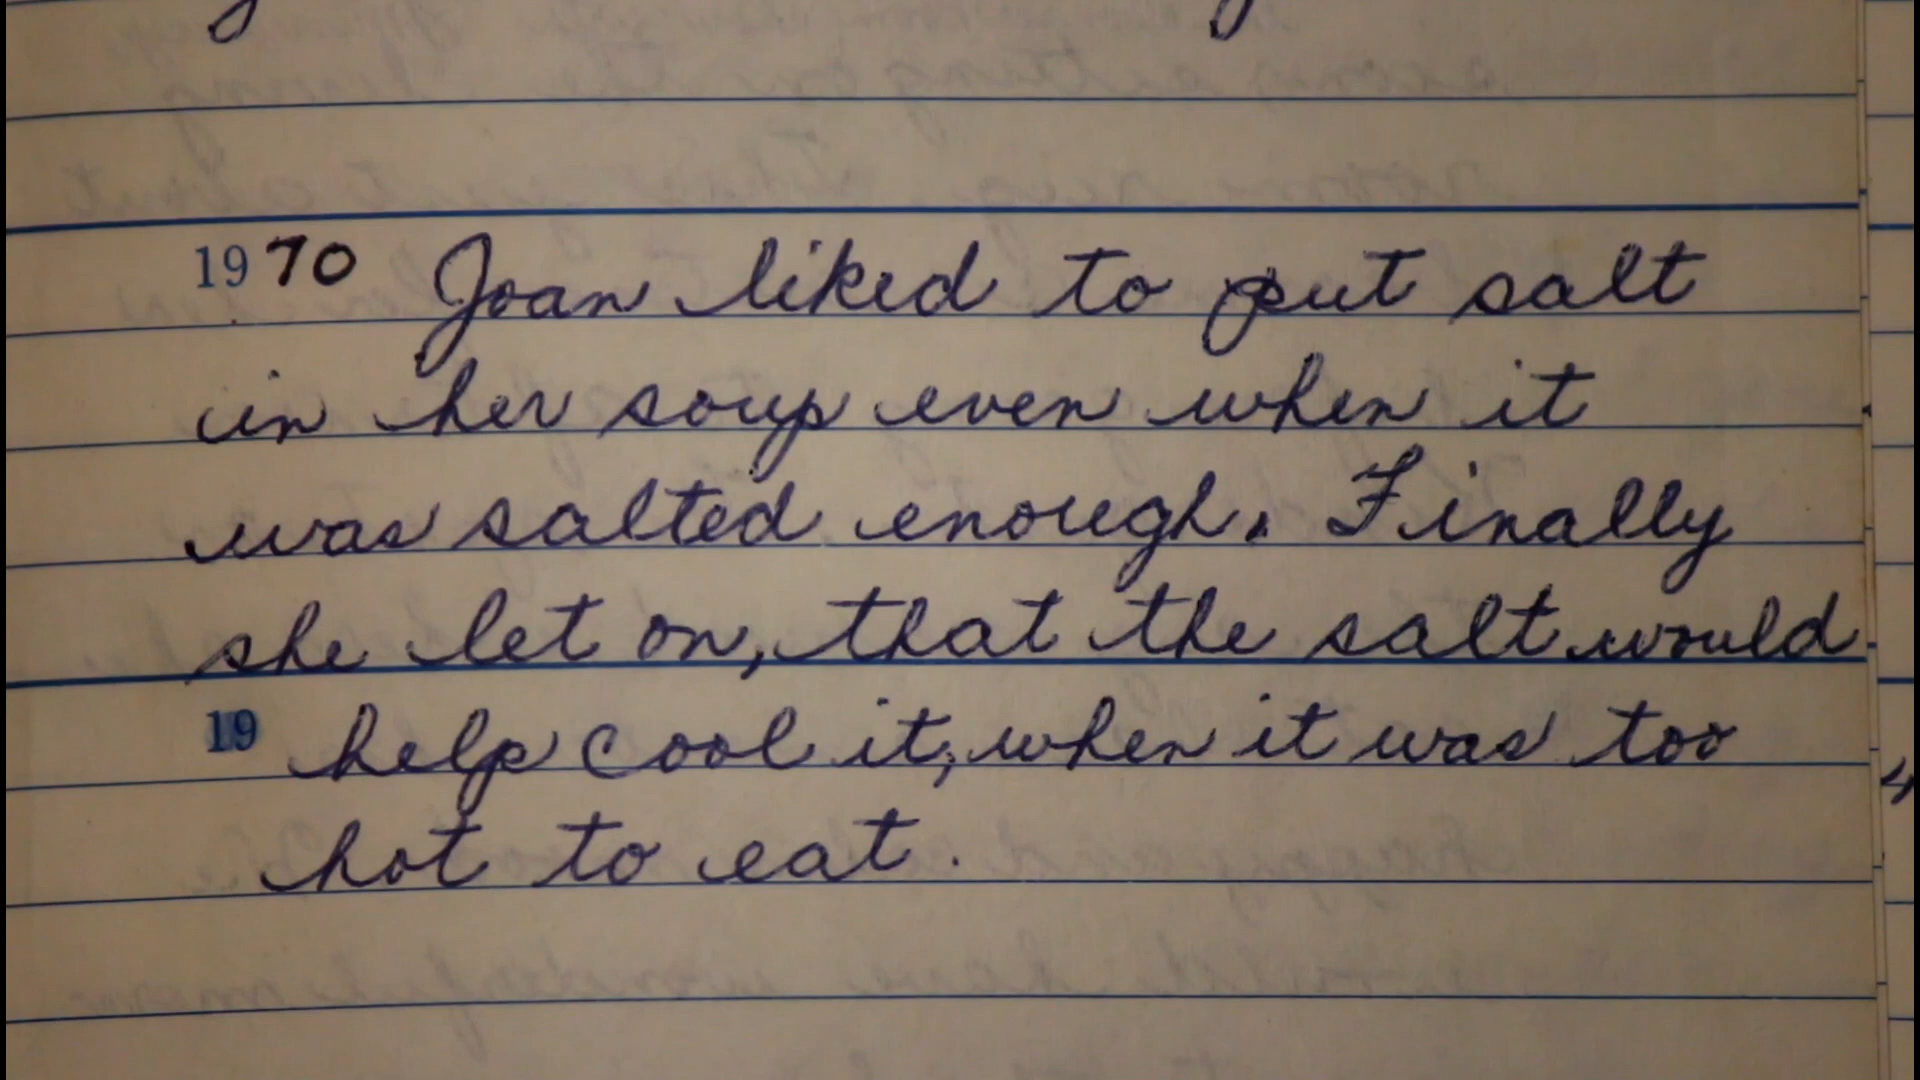 1970 Joan liked to put salt
in her soup even when it
was salted enough. Finally
she let on, that the salt would
19 help cool it, when it was too
hot to eat.